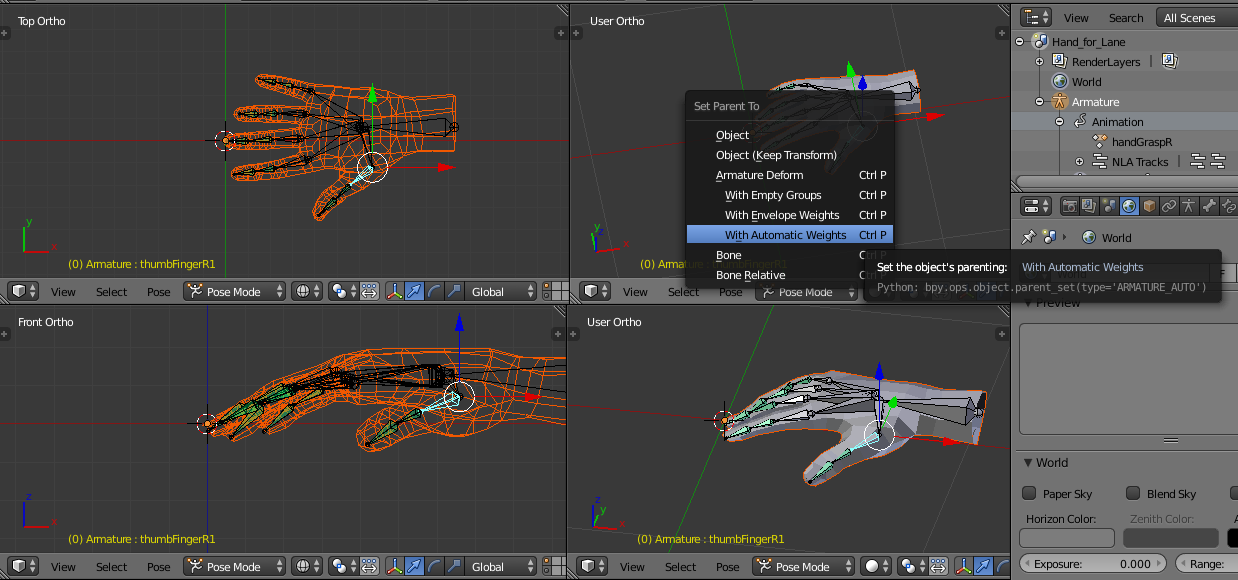 Top Ortho
(0) Armature : thumbFingerR1
View Select Pose Pose Mode Global
User Ortho
(0) Arma
View Select Pose Pose Mode
Set Parent To
Object
Object (Keep Transform)
Armature Deform Ctrl P
With Empty Groups Ctrl P
With Envelope Weights Ctrl P
With Automatic Weights Ctrl P
Bone
Bone Relative
Set the object's parenting: With Automatic Weights
Python: bpy.ops.object.parent_set(type='ARMATURE_AUTO')
Front Ortho
(0) Armature : thumbFingerR1
View Select Pose Pose Mode Global
User Ortho
(0) Armature : thumbFingerR1
View Select Pose Pose Mode
View Search All Scenes
Hand_for_Lane
RenderLayers
World
Armature
Animation
handGraspR
NLA Tracks
World
F
Preview
World
Paper Sky Blend Sky
Horizon Color: Zenith Color:
Exposure: 0.000 Range: